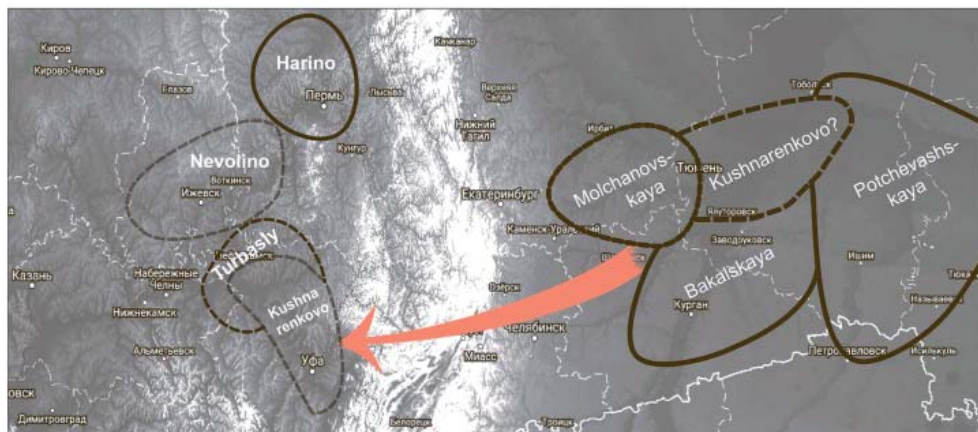 Киров
Кирово-Чепецк
Глазов
Harino
Пермь
Лысьва
Качканар
Верхняя
Салда
Нижний
Тагил
Кунгур
Nevolino
Воткинск
Ижевск
Екатеринбург
Каменск-Уральский
Ирбит
Molchanovs-
kaya
Тюмень
Тобольск
Kushnarenkovo?
Ялуторовск
Заводоуковск
Potchevashs-
kaya
Ишим
Казань
Набережные
Челны
Нижнекамск
Turbasly
Kushna
renkovo
Уфа
Альметьевск
Озёрск
Челябинск
Миасс
Bakalskaya
Курган
Петропавловск
Называевск
Исилькуль
Димитровград
Белорецк
Троицк